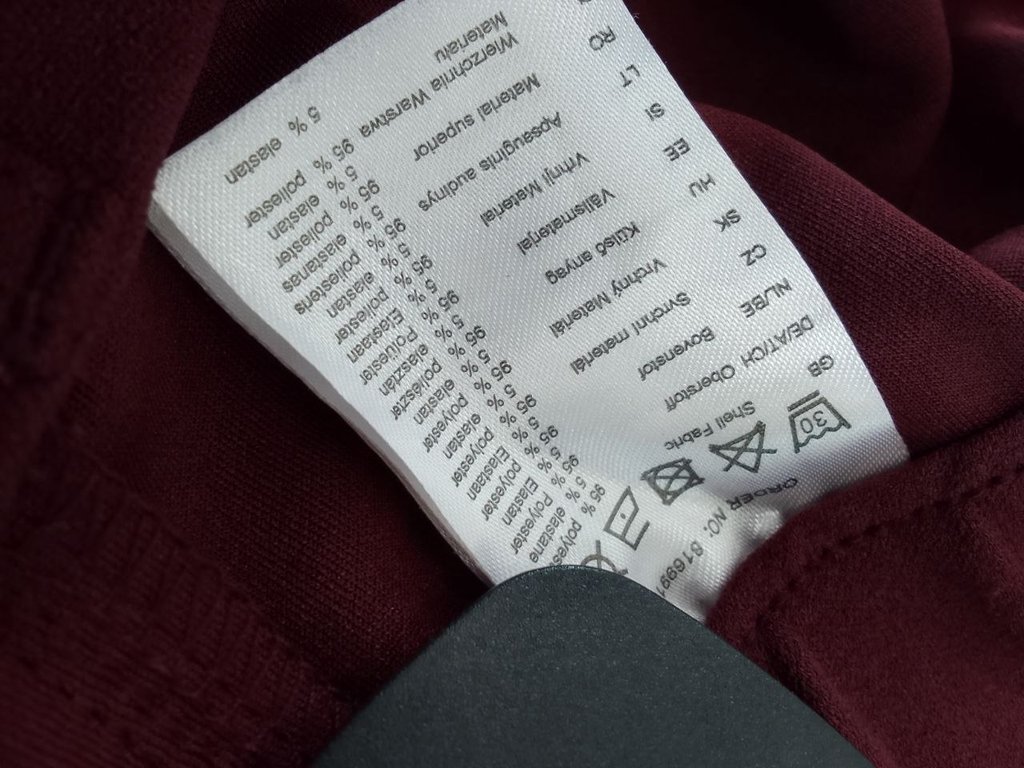 ORDER NO:
30
GB Shell Fabric 95 %
5 % elastane
DE/AT/CH Oberstoff 95 % Polyester
5 % Elastan
NL/BE Bovenstof 95 % polyester
5 % Elastaan
CZ Svrchní materiál 95 % polyester
5 % elastan
SK Vrchný Materiál 95 % polyester
5 % elastan
HU Külső anyag 95 % poliészter
5 % elasztán
EE Välismaterjal 95 % Polüester
5 % Elastaan
SI Vrhnji Material 95 % poliester
5 % elastan
LT Apsauginis audinys 95 % poliesteris
5 % elastanas
RO Material superior 95 % poliester
5 % elastan
Wierzchnia Warstwa 95 % poliester
Materiału 5 % elastan